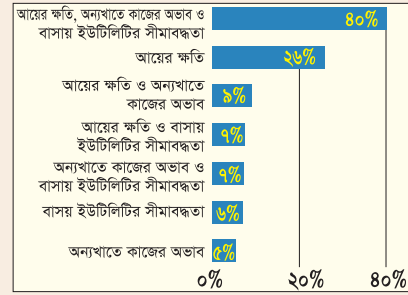 আয়ের ক্ষতি, অন্যখাতে কাজের অভাব ও
বাসায় ইউটিলিটির সীমাবদ্ধতা
৪০%
আয়ের ক্ষতি
২৬%
আয়ের ক্ষতি ও অন্যখাতে
কাজের অভাব
৯%
আয়ের ক্ষতি ও বাসায়
ইউটিলিটির সীমাবদ্ধতা
৭%
অন্যখাতে কাজের অভাব ও
বাসায় ইউটিলিটির সীমাবদ্ধতা
৭%
বাসয় ইউটিলিটির সীমাবদ্ধতা
৬%
অন্যখাতে কাজের অভাব
৫%
০% ২০% ৪০%